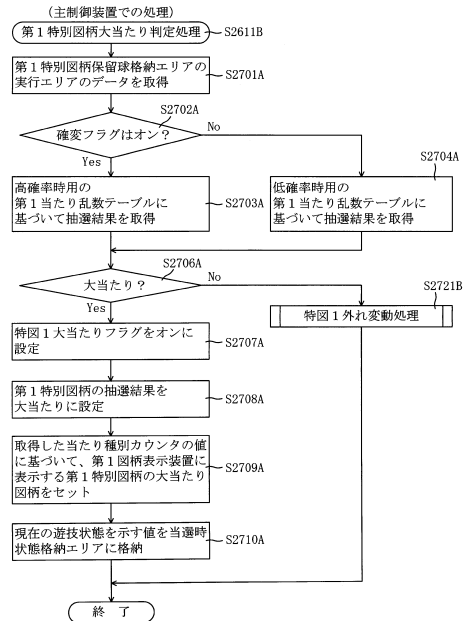 (主制御装置での処理)
第1特別図柄大当たり判定処理
S2611B
第1特別図柄保留球格納エリアの
実行エリアのデータを取得
S2701A
S2702A
確変フラグはオン？
No
Yes
S2704A
高確率時用の
第1当たり乱数テーブルに
基づいて抽選結果を取得
S2703A
低確率時用の
第1当たり乱数テーブルに
基づいて抽選結果を取得
S2706A
大当たり？
No
Yes
S2721B
特図1外れ変動処理
特図1大当たりフラグをオンに
設定
S2707A
第1特別図柄の抽選結果を
大当たりに設定
S2708A
取得した当たり種別カウンタの値
に基づいて、第1図柄表示装置に
表示する第1特別図柄の大当たり
図柄をセット
S2709A
現在の遊技状態を示す値を当選時
状態格納エリアに格納
S2710A
終 了